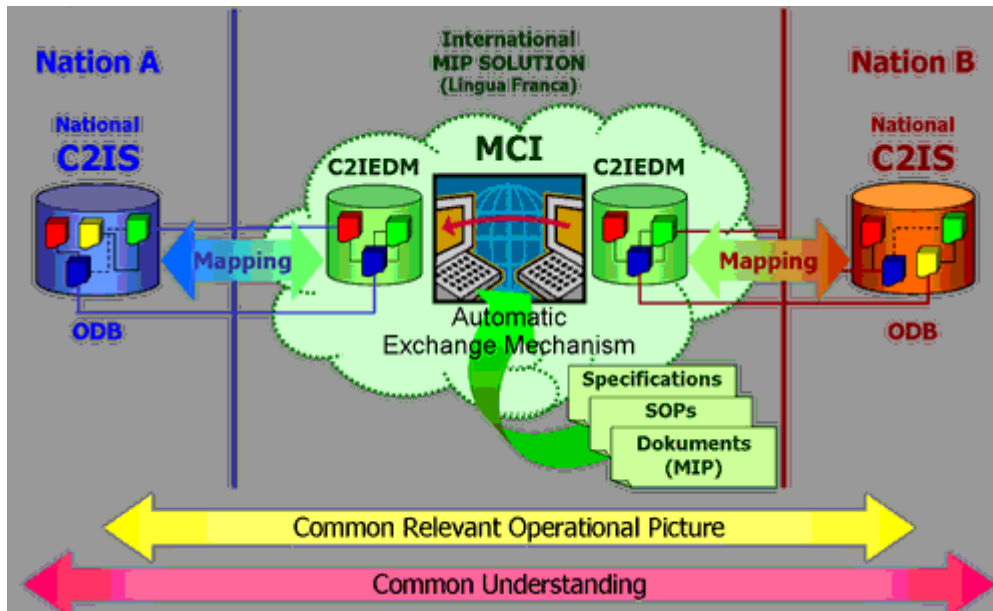 Nation A
National
C2IS
Mapping
ODB
International
MIP SOLUTION
(Lingua Franca)
MCI
C2IEDM
C2IEDM
Automatic
Exchange Mechanism
Specifications
SOPs
Dokuments
(MIP)
Nation B
National
C2IS
Mapping
ODB
Common Relevant Operational Picture
Common Understanding